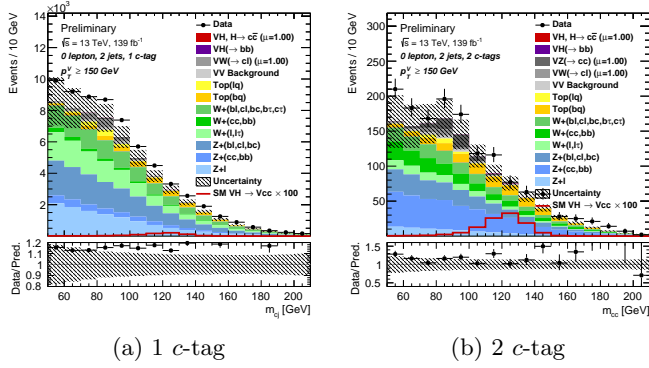 ×10³
Events / 10 GeV
10
8000
6000
4000
2000
Preliminary
√s = 13 TeV, 139 fb⁻¹
0 lepton, 2 jets, 1 c-tag
p_T^V ≥ 150 GeV
Data
VH, H→ cc̄ (μ=1.00)
VH(→ bb)
VW(→ cl) (μ=1.00)
VV Background
Top(lq)
Top(bq)
W+(bl,cl,bc,bτ,cτ)
W+(cc,bb)
W+(l,lτ)
Z+(bl,cl,bc)
Z+(cc,bb)
Z+l
Uncertainty
SM VH → Vcc × 100
Data/Pred.
1.2
1.1
1
0.9
0.8
60 80 100 120 140 160 180 200
m_cj [GeV]
(a) 1 c-tag
Events / 10 GeV
300
250
200
150
100
50
Preliminary
√s = 13 TeV, 139 fb⁻¹
0 lepton, 2 jets, 2 c-tags
p_T^V ≥ 150 GeV
Data
VH, H→ cc̄ (μ=1.00)
VZ(→ cc) (μ=1.00)
VW(→ cl) (μ=1.00)
VV Background
Top(lq)
Top(bq)
W+(bl,cl,bc,bτ,cτ)
W+(cc,bb)
W+(l,lτ)
Z+(bl,cl,bc)
Z+(cc,bb)
Z+l
Uncertainty
SM VH → Vcc × 100
Data/Pred.
1.5
1
0.5
60 80 100 120 140 160 180 200
m_cc [GeV]
(b) 2 c-tag